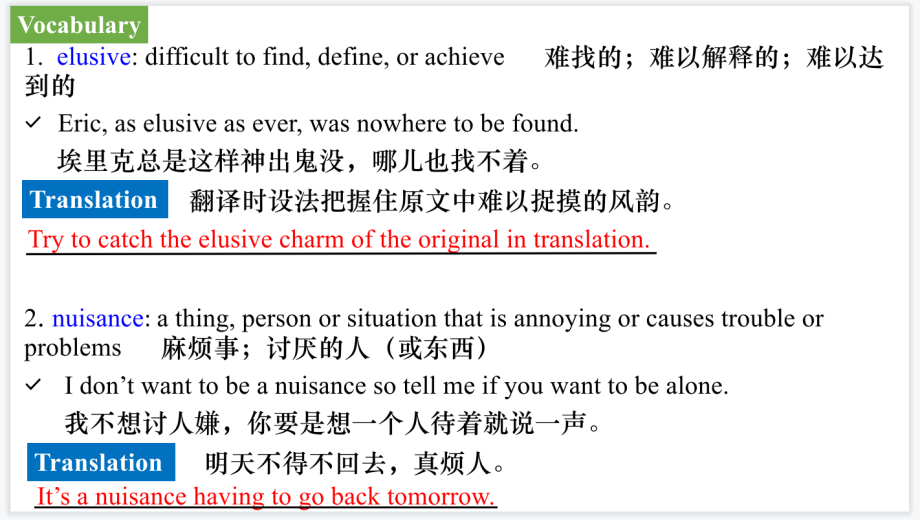 Vocabulary
1. elusive: difficult to find, define, or achieve 难找的；难以解释的；难以达
到的
✓ Eric, as elusive as ever, was nowhere to be found.
埃里克总是这样神出鬼没，哪儿也找不着。
Translation 翻译时设法把握住原文中难以捉摸的风韵。
Try to catch the elusive charm of the original in translation.
2. nuisance: a thing, person or situation that is annoying or causes trouble or
problems 麻烦事；讨厌的人（或东西）
✓ I don’t want to be a nuisance so tell me if you want to be alone.
我不想讨人嫌，你要是想一个人待着就说一声。
Translation 明天不得不回去，真烦人。
It’s a nuisance having to go back tomorrow.